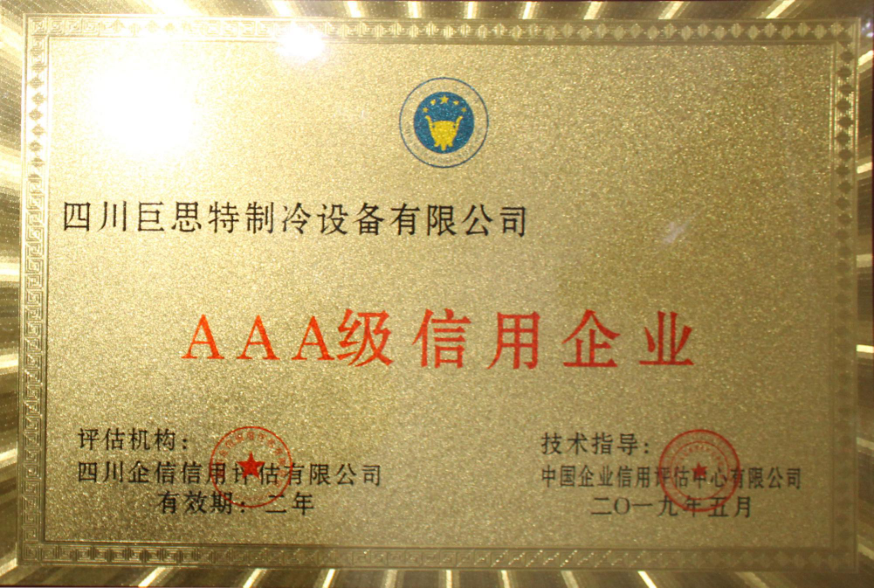 四川巨思特制冷设备有限公司
AAA级信用企业
评估机构：
四川企信信用评估有限公司
有效期：二年
技术指导：
中国企业信用评估中心有限公司
二〇一九年五月